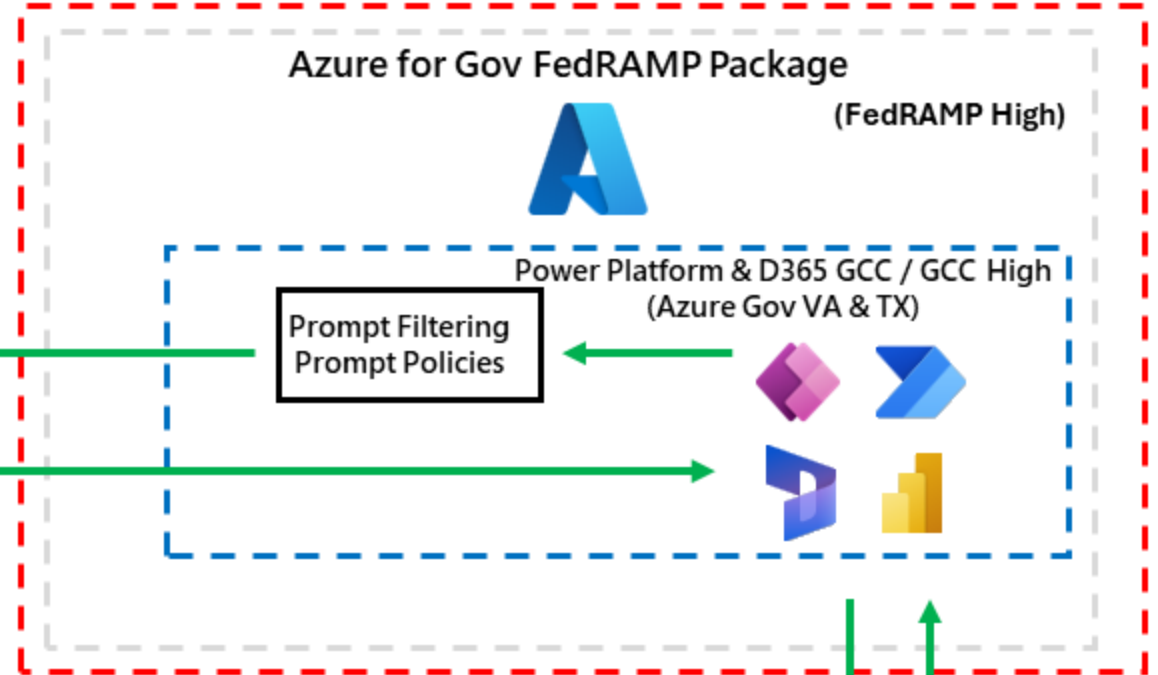 Azure for Gov FedRAMP Package
(FedRAMP High)
Power Platform & D365 GCC / GCC High
(Azure Gov VA & TX)
Prompt Filtering
Prompt Policies